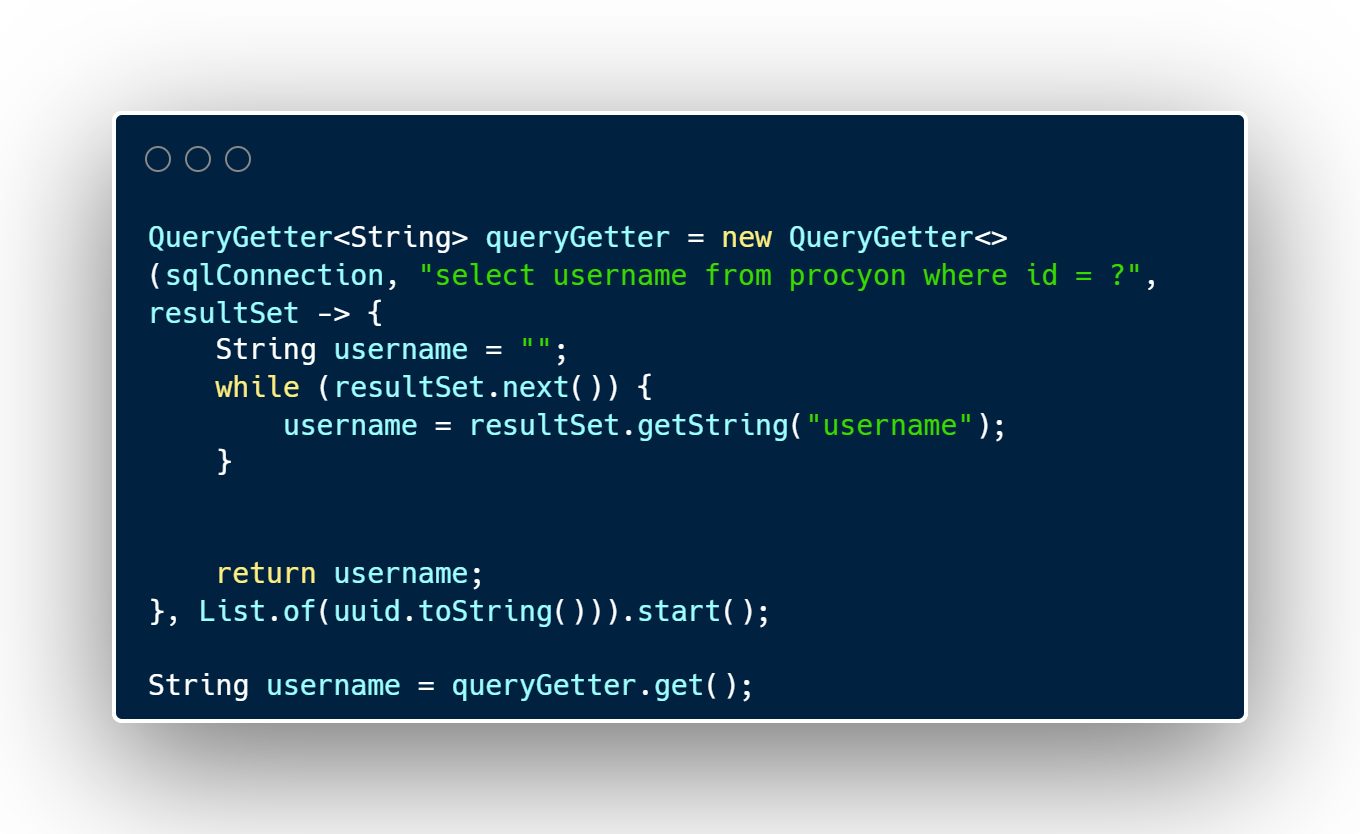 QueryGetter<String> queryGetter = new QueryGetter<>
(sqlConnection, "select username from procyon where id = ?",
resultSet -> {
    String username = "";
    while (resultSet.next()) {
        username = resultSet.getString("username");
    }
    return username;
}, List.of(uuid.toString())).start();
String username = queryGetter.get();